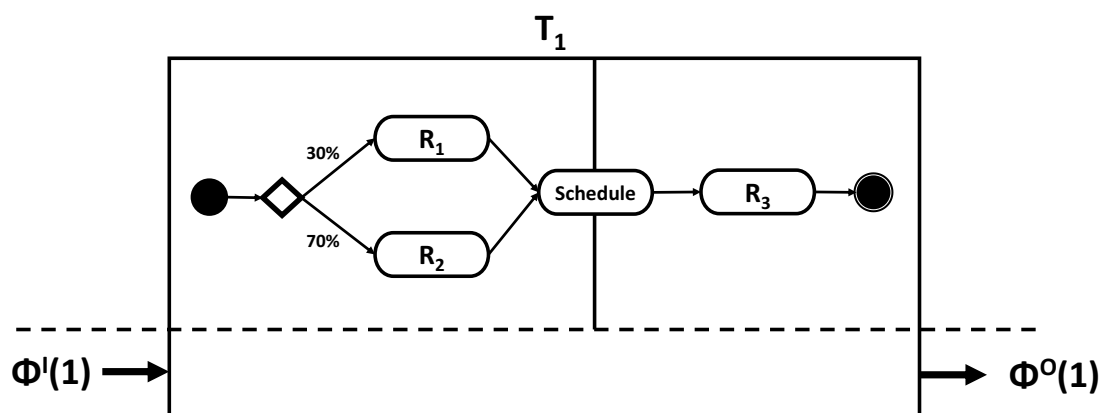 T₁
R₁
30%
Schedule
R₃
70%
R₂
Φᴵ(1)
Φᴼ(1)